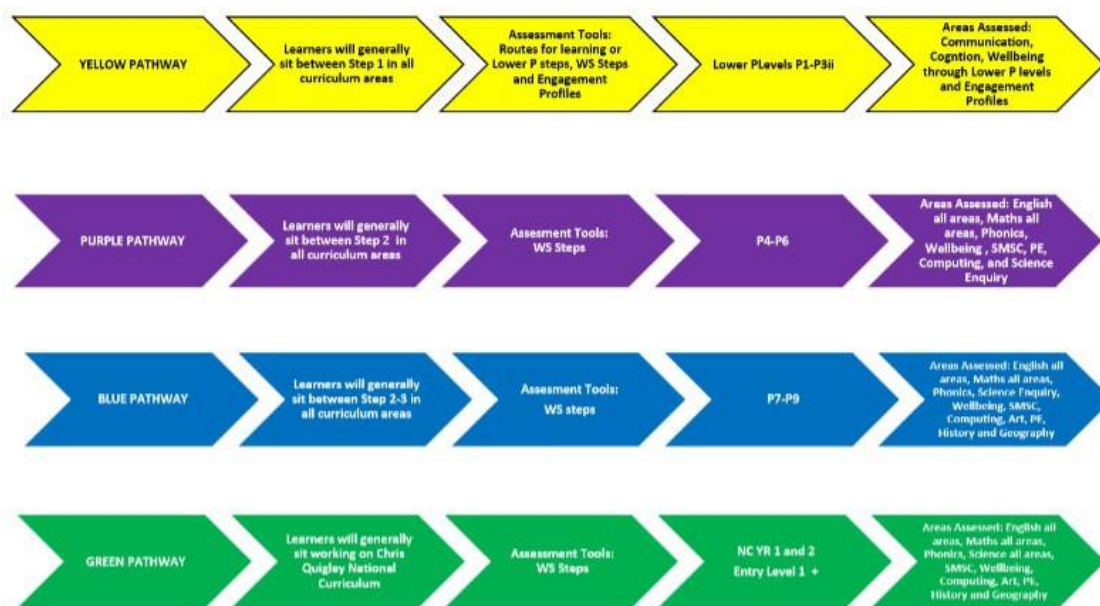 YELLOW PATHWAY
Learners will generally
sit between Step 1 in all
curriculum areas
Assessment Tools:
Routes for learning or
Lower P steps, WS Steps
and Engagement
Profiles
Lower PLevels P1-P3ii
Areas Assessed:
Communication,
Cogntion, Wellbeing
through Lower P levels
and Engagement
Profiles
PURPLE PATHWAY
Learners will generally
sit between Step 2 in
all curriculum areas
Assesment Tools:
WS Steps
P4-P6
Areas Assessed: English
all areas, Maths all
areas, Phonics,
Wellbeing , SMSC, PE,
Computing, and Science
Enquiry
BLUE PATHWAY
Learners will generally
sit between Step 2-3 in
all curriculum areas
Assesment Tools:
WS steps
P7-P9
Areas Assessed: English all
areas, Maths all areas,
Phonics, Science Enquiry,
Wellbeing, SMSC,
Computing, Art, PE,
History and Geography
GREEN PATHWAY
Learners will generally
sit working on Chris
Quigley National
Curriculum
Assessment Tools:
WS Steps
NC YR 1 and 2
Entry Level 1 +
Areas Assessed: English all
areas, Maths all areas,
Phonics, Science all areas,
SMSC, Wellbeing,
Computing, Art, PE,
History and Geography